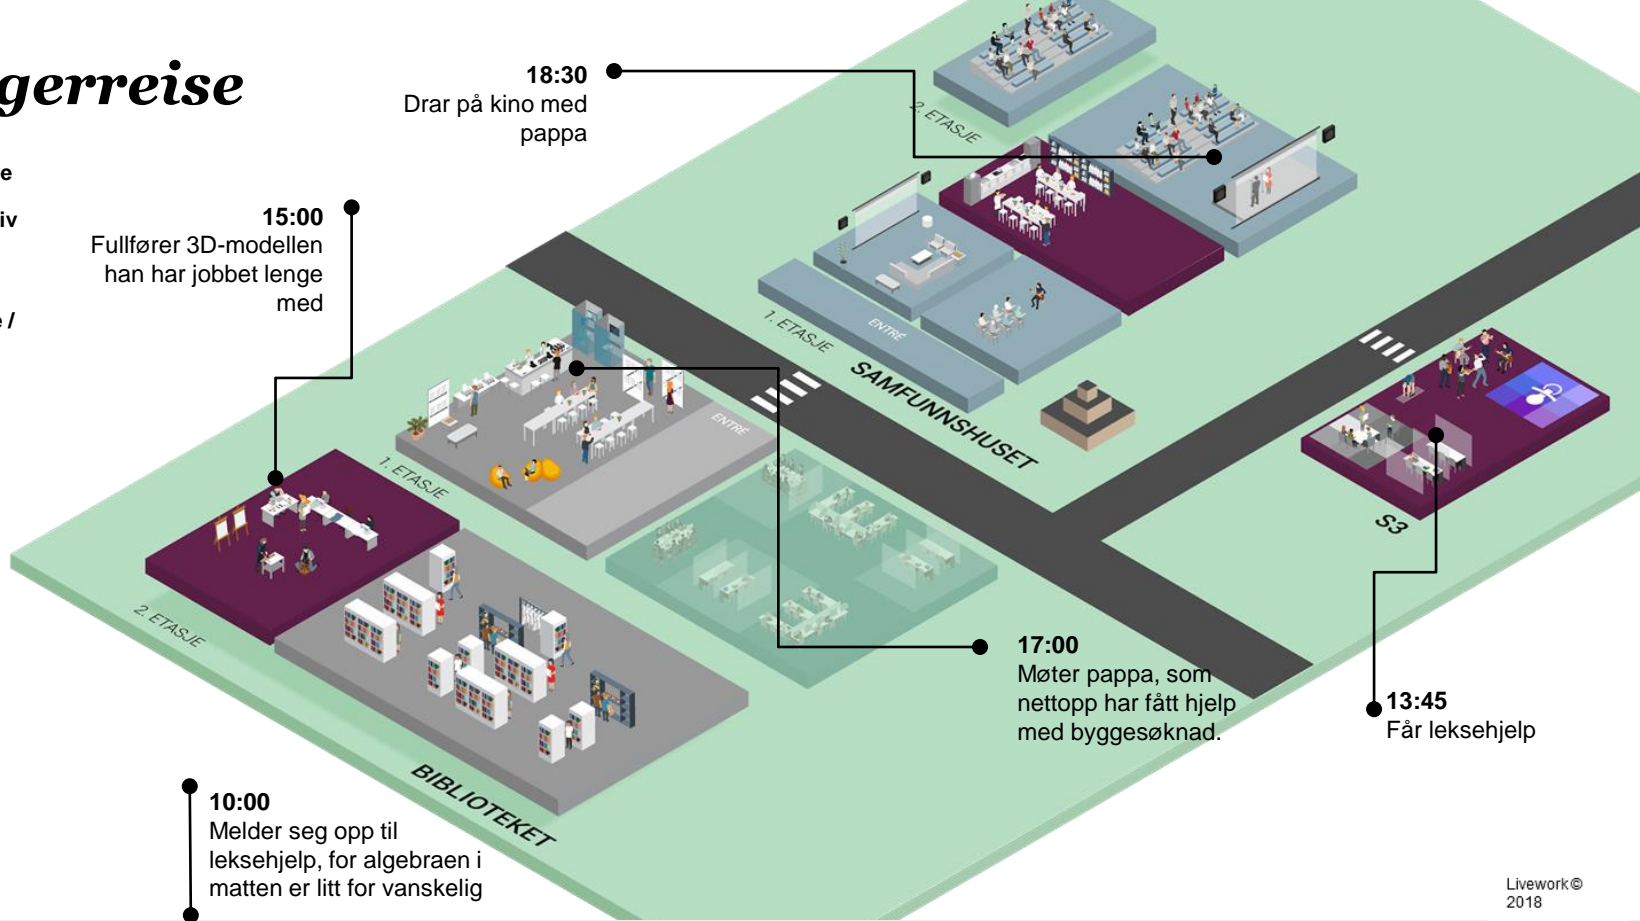 gerreise
e
iv
e /
18:30
Drar på kino med
pappa
15:00
Fullfører 3D-modellen
han har jobbet lenge
med
2. ETASJE
1. ETASJE
ENTRÉ
SAMFUNNSHUSET
ENTRÉ
1. ETASJE
S3
2. ETASJE
BIBLIOTEKET
17:00
Møter pappa, som
nettopp har fått hjelp
med byggesøknad.
13:45
Får leksehjelp
10:00
Melder seg opp til
leksehjelp, for algebraen i
matten er litt for vanskelig
Livework©
2018